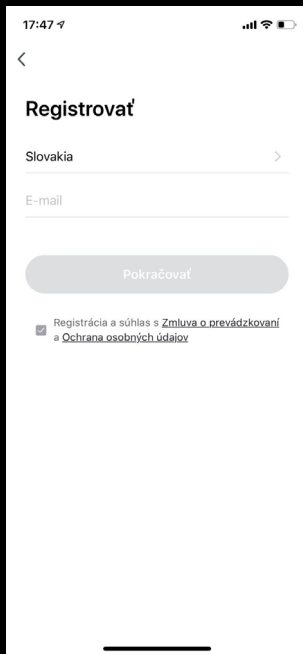 17:47
Registrovať
Slovakia
E-mail
Pokračovať
Registrácia a súhlas s Zmluva o prevádzkovaní
a Ochrana osobných údajov